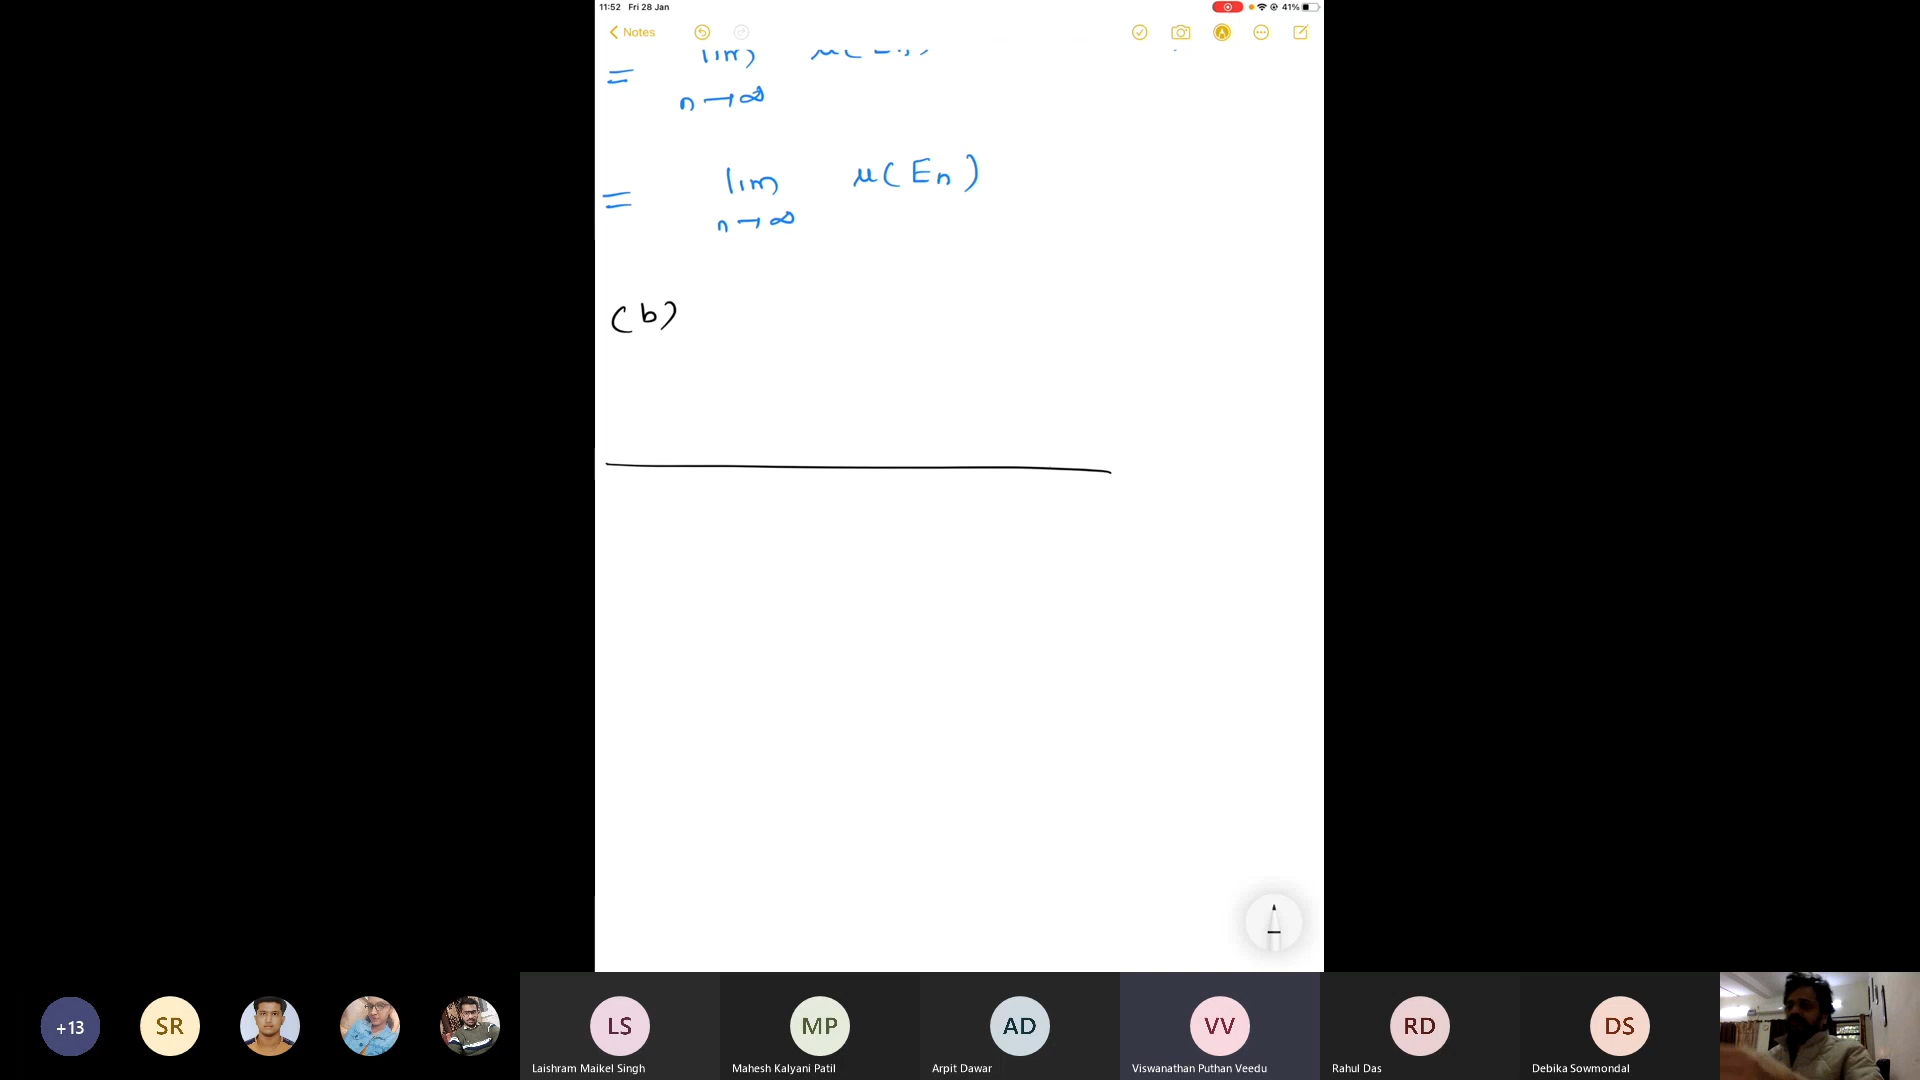 11:52 Fri 28 Jan 41%
Notes
= lim
n→∞
= lim μ(En)
n→∞
(b)
+13 SR LS MP AD VV RD DS
Laishram Maikel Singh Mahesh Kalyani Patil Arpit Dawar Viswanathan Puthan Veedu Rahul Das Debika Sowmondal